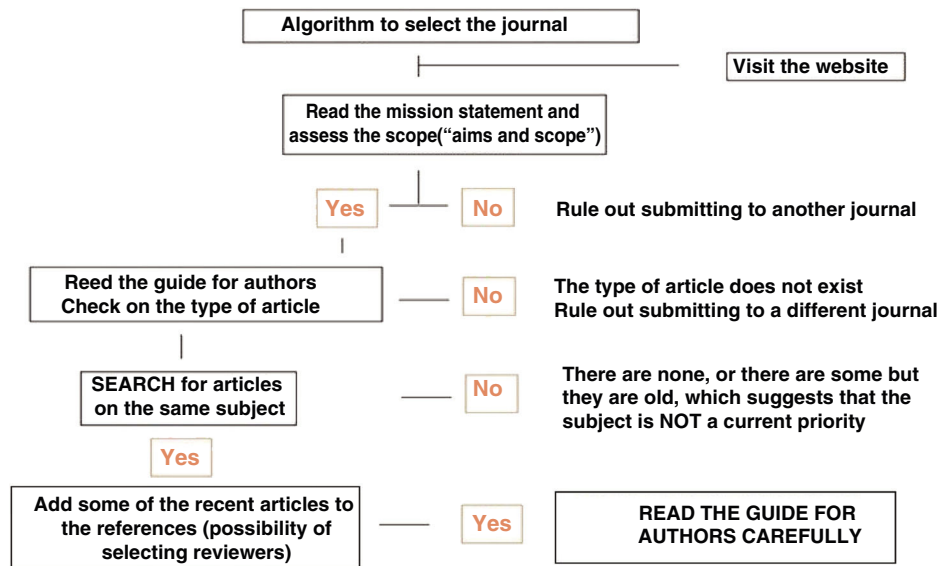 Algorithm to select the journal
Visit the website
Read the mission statement and
assess the scope(“aims and scope”)
Yes
No
Rule out submitting to another journal
Reed the guide for authors
Check on the type of article
No
The type of article does not exist
Rule out submitting to a different journal
SEARCH for articles
on the same subject
No
There are none, or there are some but
they are old, which suggests that the
subject is NOT a current priority
Yes
Add some of the recent articles to
the references (possibility of
selecting reviewers)
Yes
READ THE GUIDE FOR
AUTHORS CAREFULLY